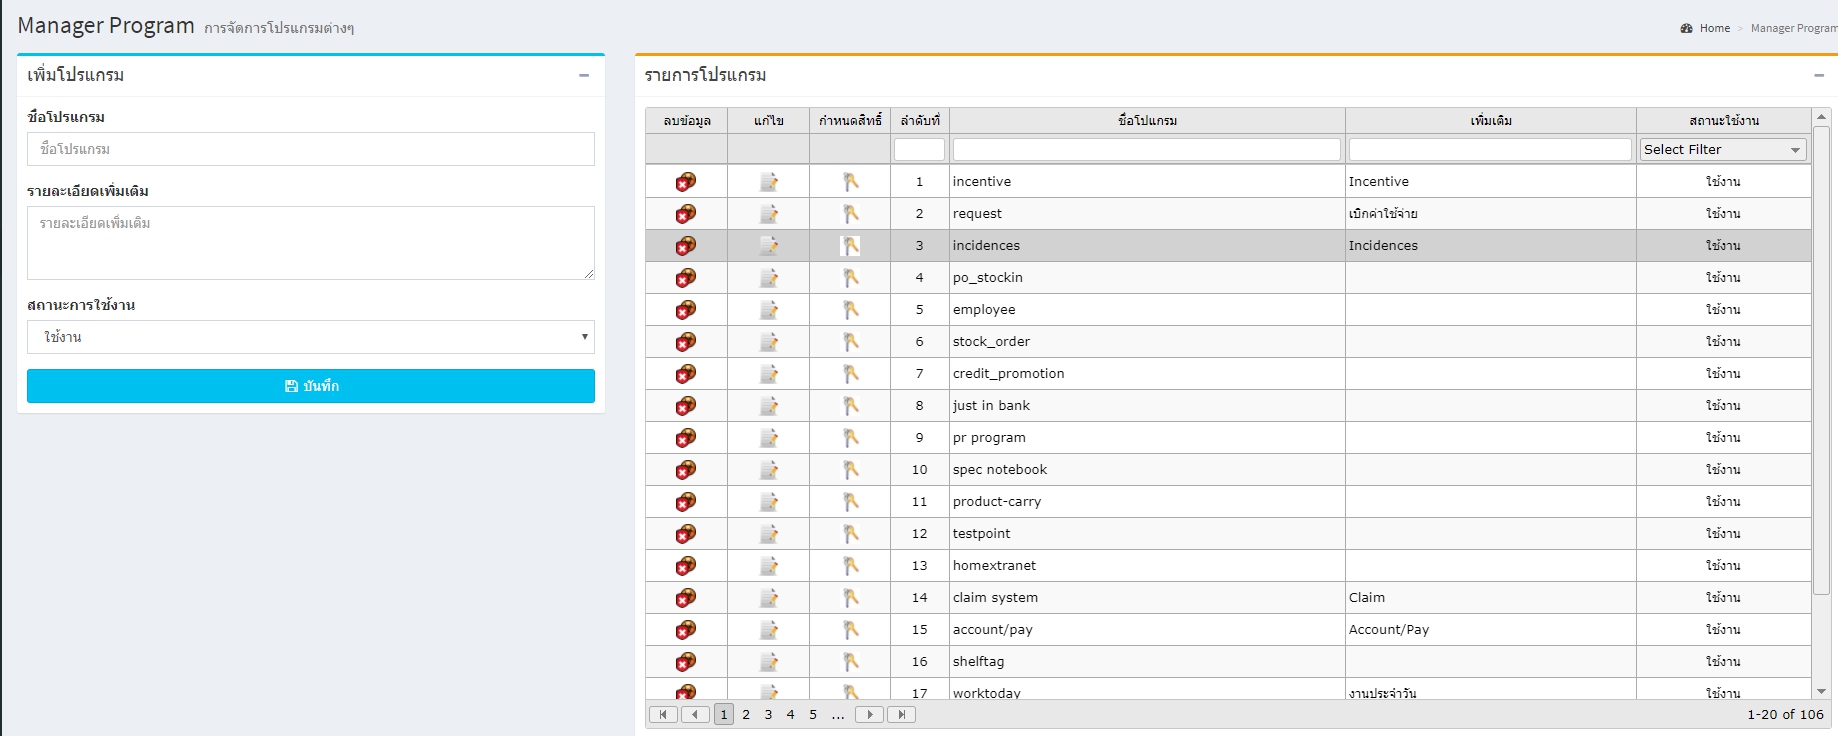 Manager Program การจัดการโปรแกรมต่างๆ
Home > Manager Program
เพิ่มโปรแกรม
ชื่อโปรแกรม
ชื่อโปรแกรม
รายละเอียดเพิ่มเติม
รายละเอียดเพิ่มเติม
สถานะการใช้งาน
ใช้งาน
บันทึก
รายการโปรแกรม
ลบข้อมูล แก้ไข กำหนดสิทธิ์ ลำดับที่ ชื่อโปแกรม เพิ่มเติม สถานะใช้งาน
Select Filter
1 incentive Incentive ใช้งาน
2 request เบิกค่าใช้จ่าย ใช้งาน
3 incidences Incidences ใช้งาน
4 po_stockin ใช้งาน
5 employee ใช้งาน
6 stock_order ใช้งาน
7 credit_promotion ใช้งาน
8 just in bank ใช้งาน
9 pr program ใช้งาน
10 spec notebook ใช้งาน
11 product-carry ใช้งาน
12 testpoint ใช้งาน
13 homextranet ใช้งาน
14 claim system Claim ใช้งาน
15 account/pay Account/Pay ใช้งาน
16 shelftag ใช้งาน
17 worktoday งานประจำวัน ใช้งาน
1 2 3 4 5 ... 1-20 of 106